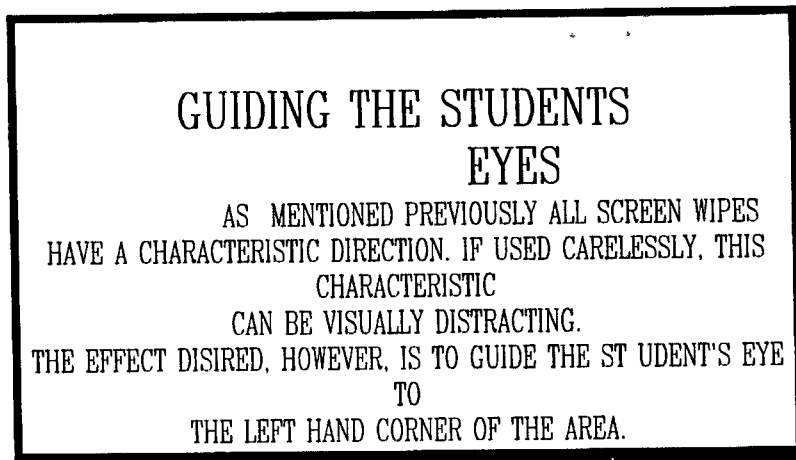 GUIDING THE STUDENTS
EYES
AS MENTIONED PREVIOUSLY ALL SCREEN WIPES
HAVE A CHARACTERISTIC DIRECTION. IF USED CARELESSLY, THIS
CHARACTERISTIC
CAN BE VISUALLY DISTRACTING.
THE EFFECT DISIRED, HOWEVER, IS TO GUIDE THE ST UDENT'S EYE
TO
THE LEFT HAND CORNER OF THE AREA.